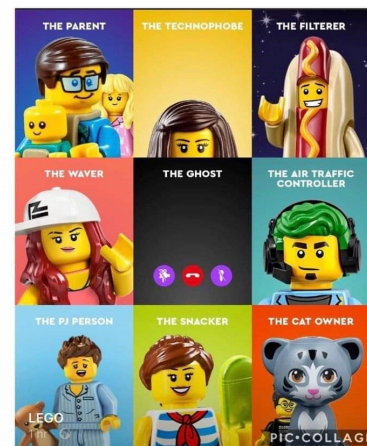 THE PARENT
THE TECHNOPHOBE
THE FILTERER
THE WAVER
THE GHOST
THE AIR TRAFFIC
CONTROLLER
THE PJ PERSON
THE SNACKER
THE CAT OWNER
LEGO
PIC•COLLAGE